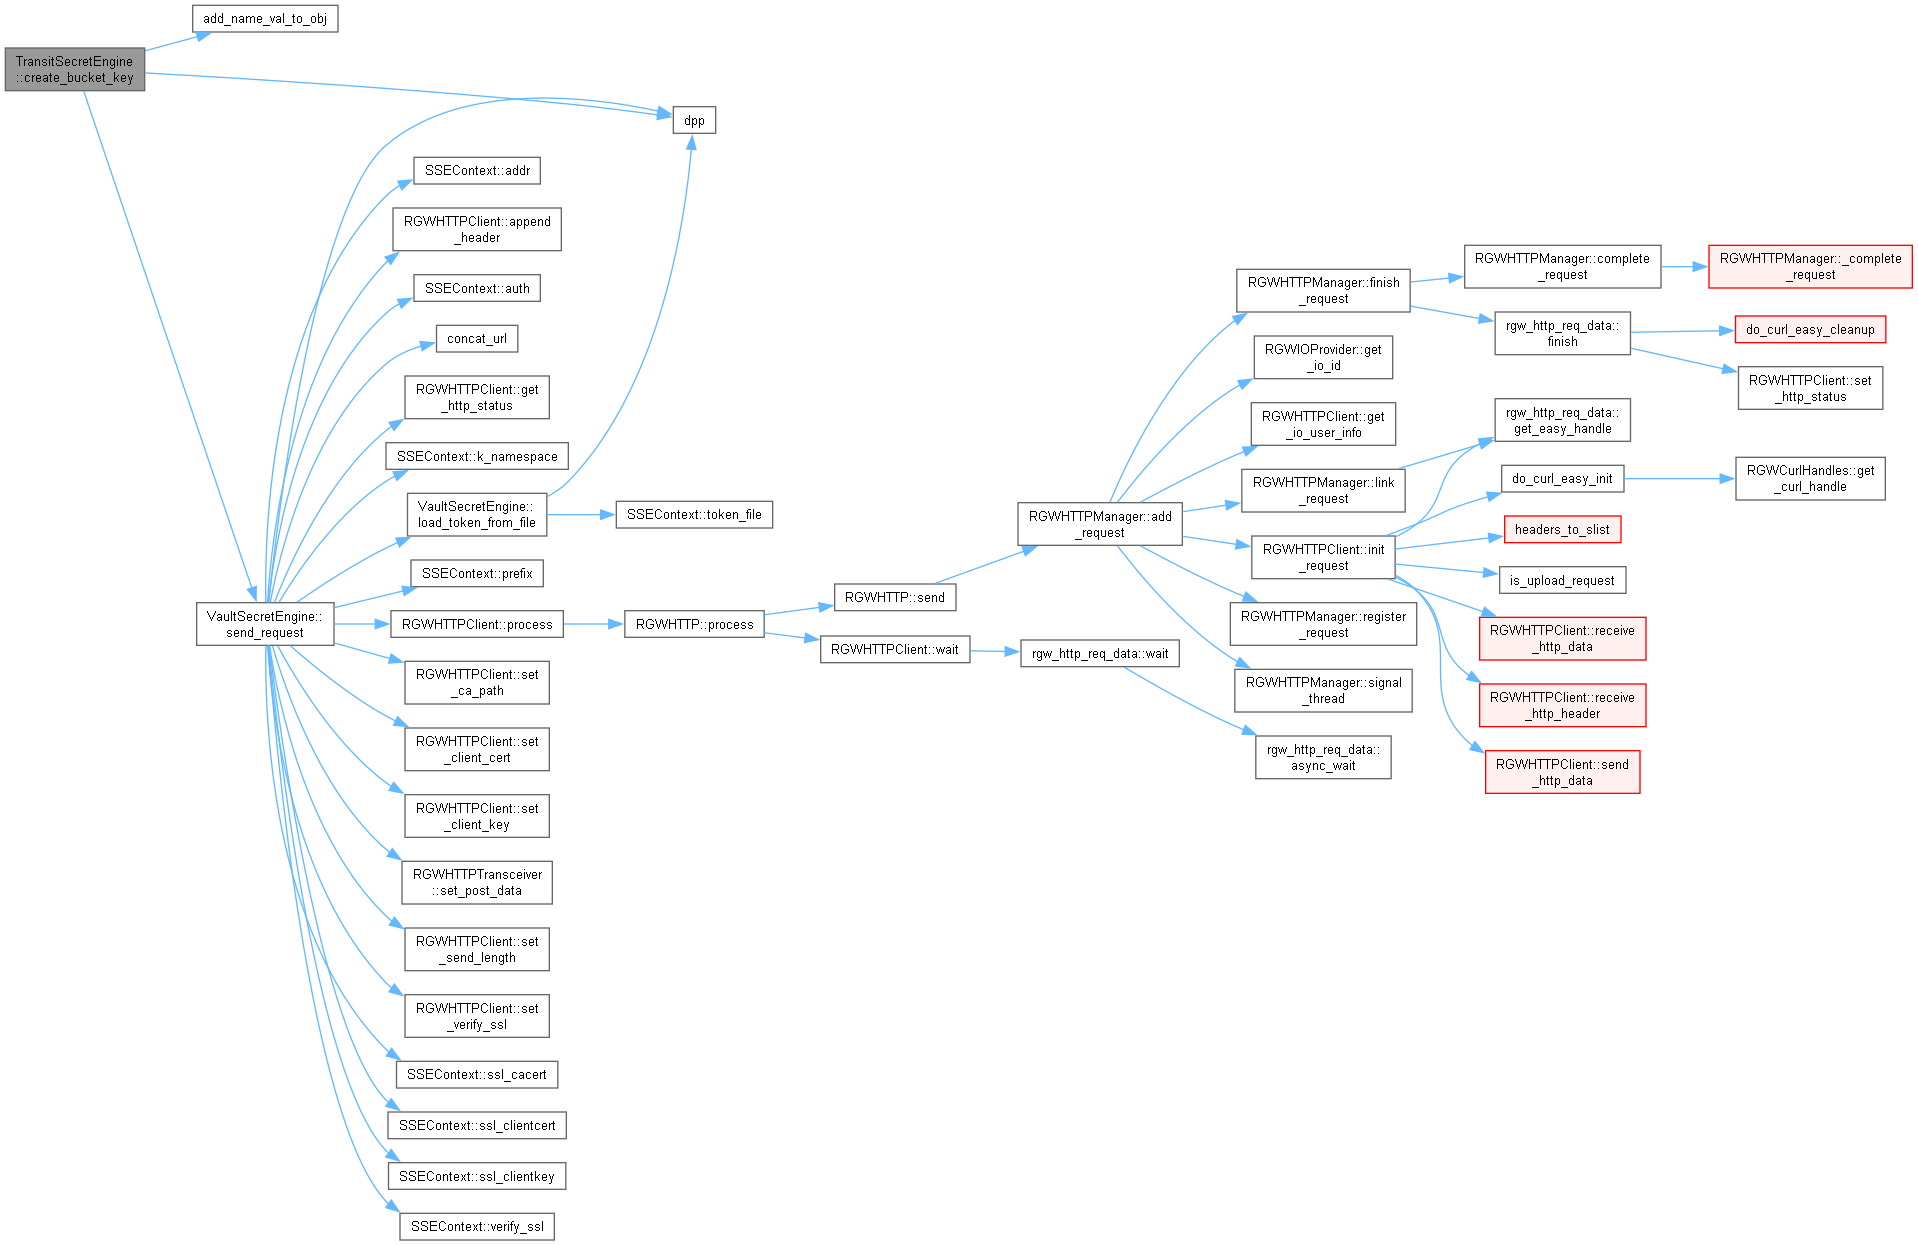 TransitSecretEngine
::create_bucket_key
add_name_val_to_obj
dpp
VaultSecretEngine::
send_request
SSEContext::addr
RGWHTTPClient::append
_header
SSEContext::auth
concat_url
RGWHTTPClient::get
_http_status
SSEContext::k_namespace
VaultSecretEngine::
load_token_from_file
SSEContext::token_file
SSEContext::prefix
RGWHTTPClient::process
RGWHTTPClient::set
_ca_path
RGWHTTPClient::set
_client_cert
RGWHTTPClient::set
_client_key
RGWHTTPTransceiver
::set_post_data
RGWHTTPClient::set
_send_length
RGWHTTPClient::set
_verify_ssl
SSEContext::ssl_cacert
SSEContext::ssl_clientcert
SSEContext::ssl_clientkey
SSEContext::verify_ssl
RGWHTTP::process
RGWHTTP::send
RGWHTTPClient::wait
RGWHTTPManager::add
_request
rgw_http_req_data::wait
RGWHTTPManager::finish
_request
RGWIOProvider::get
_io_id
RGWHTTPClient::get
_io_user_info
RGWHTTPManager::link
_request
RGWHTTPClient::init
_request
RGWHTTPManager::register
_request
RGWHTTPManager::signal
_thread
rgw_http_req_data::
async_wait
RGWHTTPManager::complete
_request
rgw_http_req_data::
finish
rgw_http_req_data::
get_easy_handle
do_curl_easy_init
headers_to_slist
is_upload_request
RGWHTTPClient::receive
_http_data
RGWHTTPClient::receive
_http_header
RGWHTTPClient::send
_http_data
RGWHTTPManager::_complete
_request
do_curl_easy_cleanup
RGWHTTPClient::set
_http_status
RGWCurlHandles::get
_curl_handle